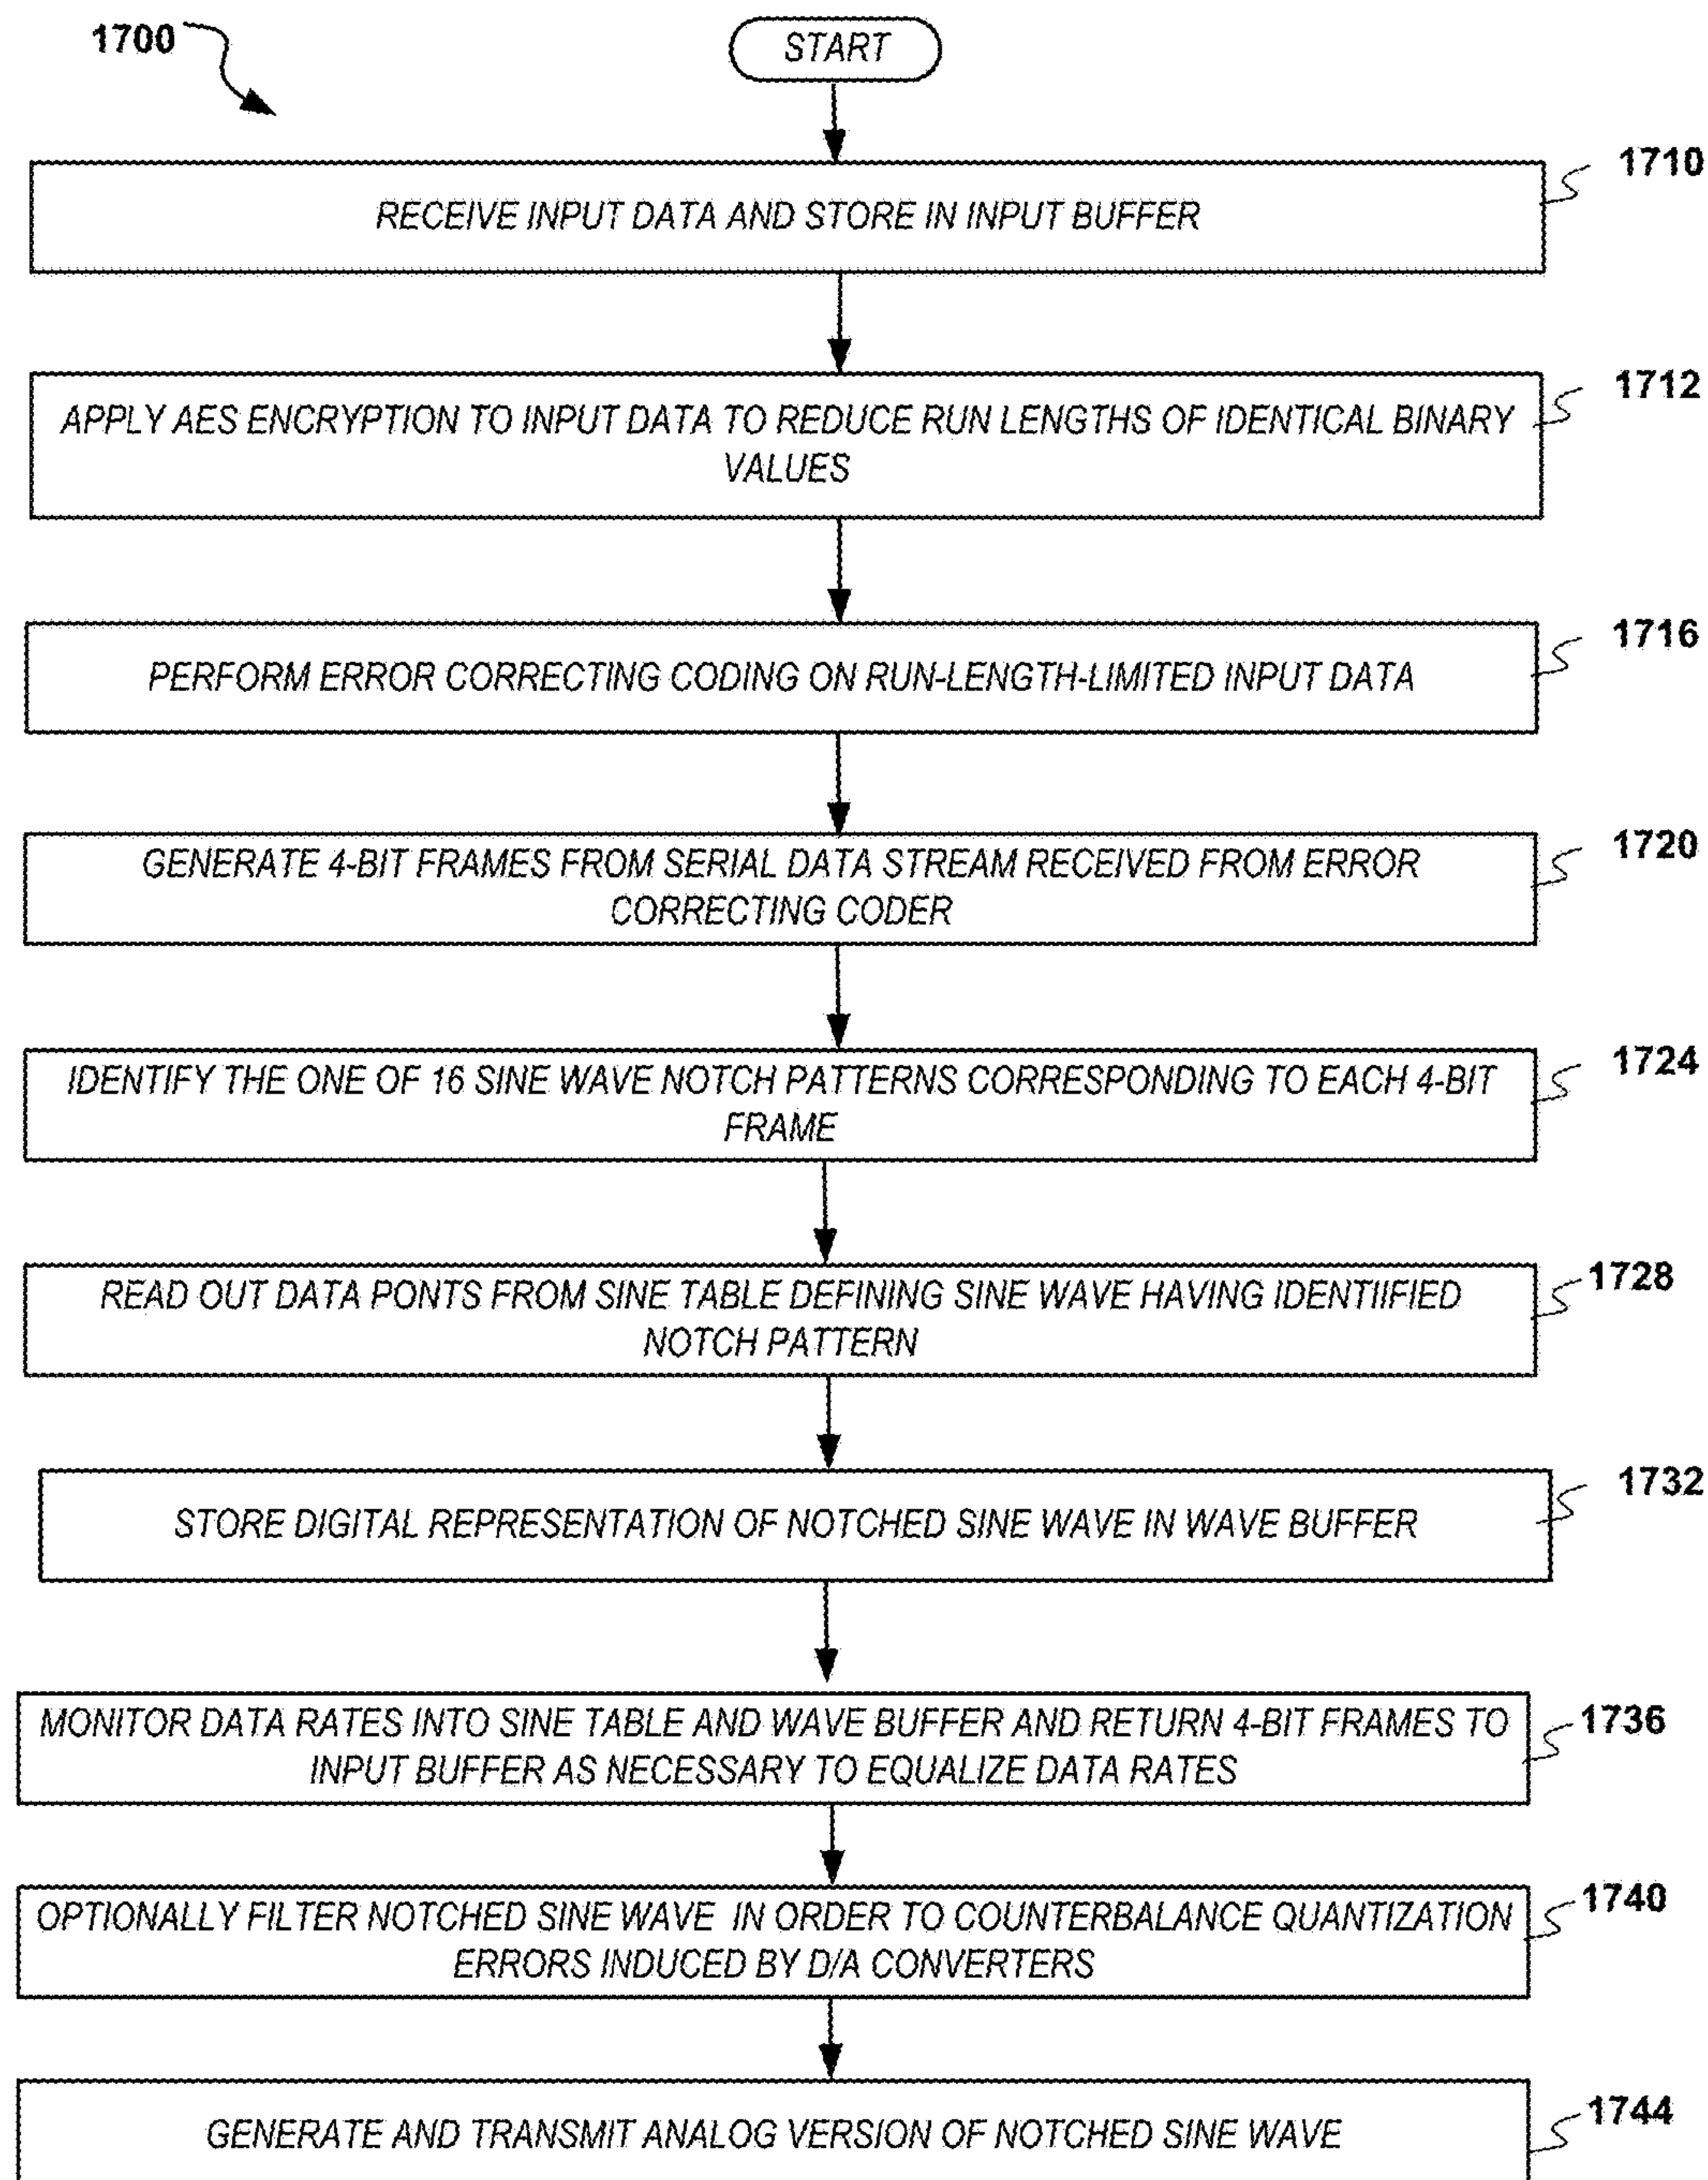 1700
START
1710
RECEIVE INPUT DATA AND STORE IN INPUT BUFFER
1712
APPLY AES ENCRYPTION TO INPUT DATA TO REDUCE RUN LENGTHS OF IDENTICAL BINARY
VALUES
1716
PERFORM ERROR CORRECTING CODING ON RUN-LENGTH-LIMITED INPUT DATA
1720
GENERATE 4-BIT FRAMES FROM SERIAL DATA STREAM RECEIVED FROM ERROR
CORRECTING CODER
1724
IDENTIFY THE ONE OF 16 SINE WAVE NOTCH PATTERNS CORRESPONDING TO EACH 4-BIT
FRAME
1728
READ OUT DATA PONTS FROM SINE TABLE DEFINING SINE WAVE HAVING IDENTIIFIED
NOTCH PATTERN
1732
STORE DIGITAL REPRESENTATION OF NOTCHED SINE WAVE IN WAVE BUFFER
1736
MONITOR DATA RATES INTO SINE TABLE AND WAVE BUFFER AND RETURN 4-BIT FRAMES TO
INPUT BUFFER AS NECESSARY TO EQUALIZE DATA RATES
1740
OPTIONALLY FILTER NOTCHED SINE WAVE IN ORDER TO COUNTERBALANCE QUANTIZATION
ERRORS INDUCED BY D/A CONVERTERS
1744
GENERATE AND TRANSMIT ANALOG VERSION OF NOTCHED SINE WAVE